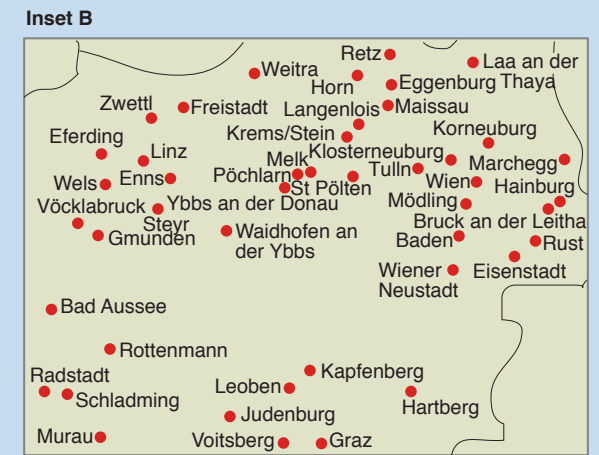 Inset B
Retz
Laa an der
Thaya
Weitra
Horn
Eggenburg
Zwettl
Freistadt
Langenlois
Maissau
Krems/Stein
Korneuburg
Eferding
Linz
Klosterneuburg
Melk
Tulln
Marchegg
Wels
Enns
Pöchlarn
St Pölten
Wien
Hainburg
Vöcklabruck
Ybbs an der Donau
Mödling
Steyr
Bruck an der Leitha
Gmunden
Waidhofen an
der Ybbs
Baden
Rust
Wiener
Neustadt
Eisenstadt
Bad Aussee
Rottenmann
Radstadt
Schladming
Kapfenberg
Leoben
Hartberg
Judenburg
Murau
Voitsberg
Graz